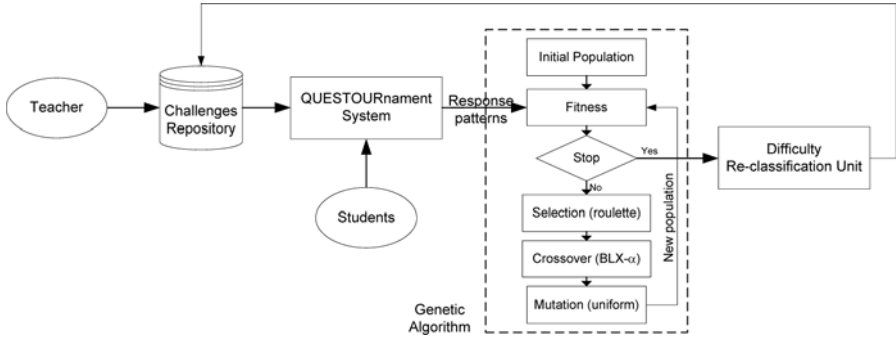 Teacher
Challenges
Repository
QUESTOURnament
System
Students
Response
patterns
Initial Population
Fitness
Stop
Yes
No
Selection (roulette)
Crossover (BLX-α)
Mutation (uniform)
New population
Genetic
Algorithm
Difficulty
Re-classification Unit